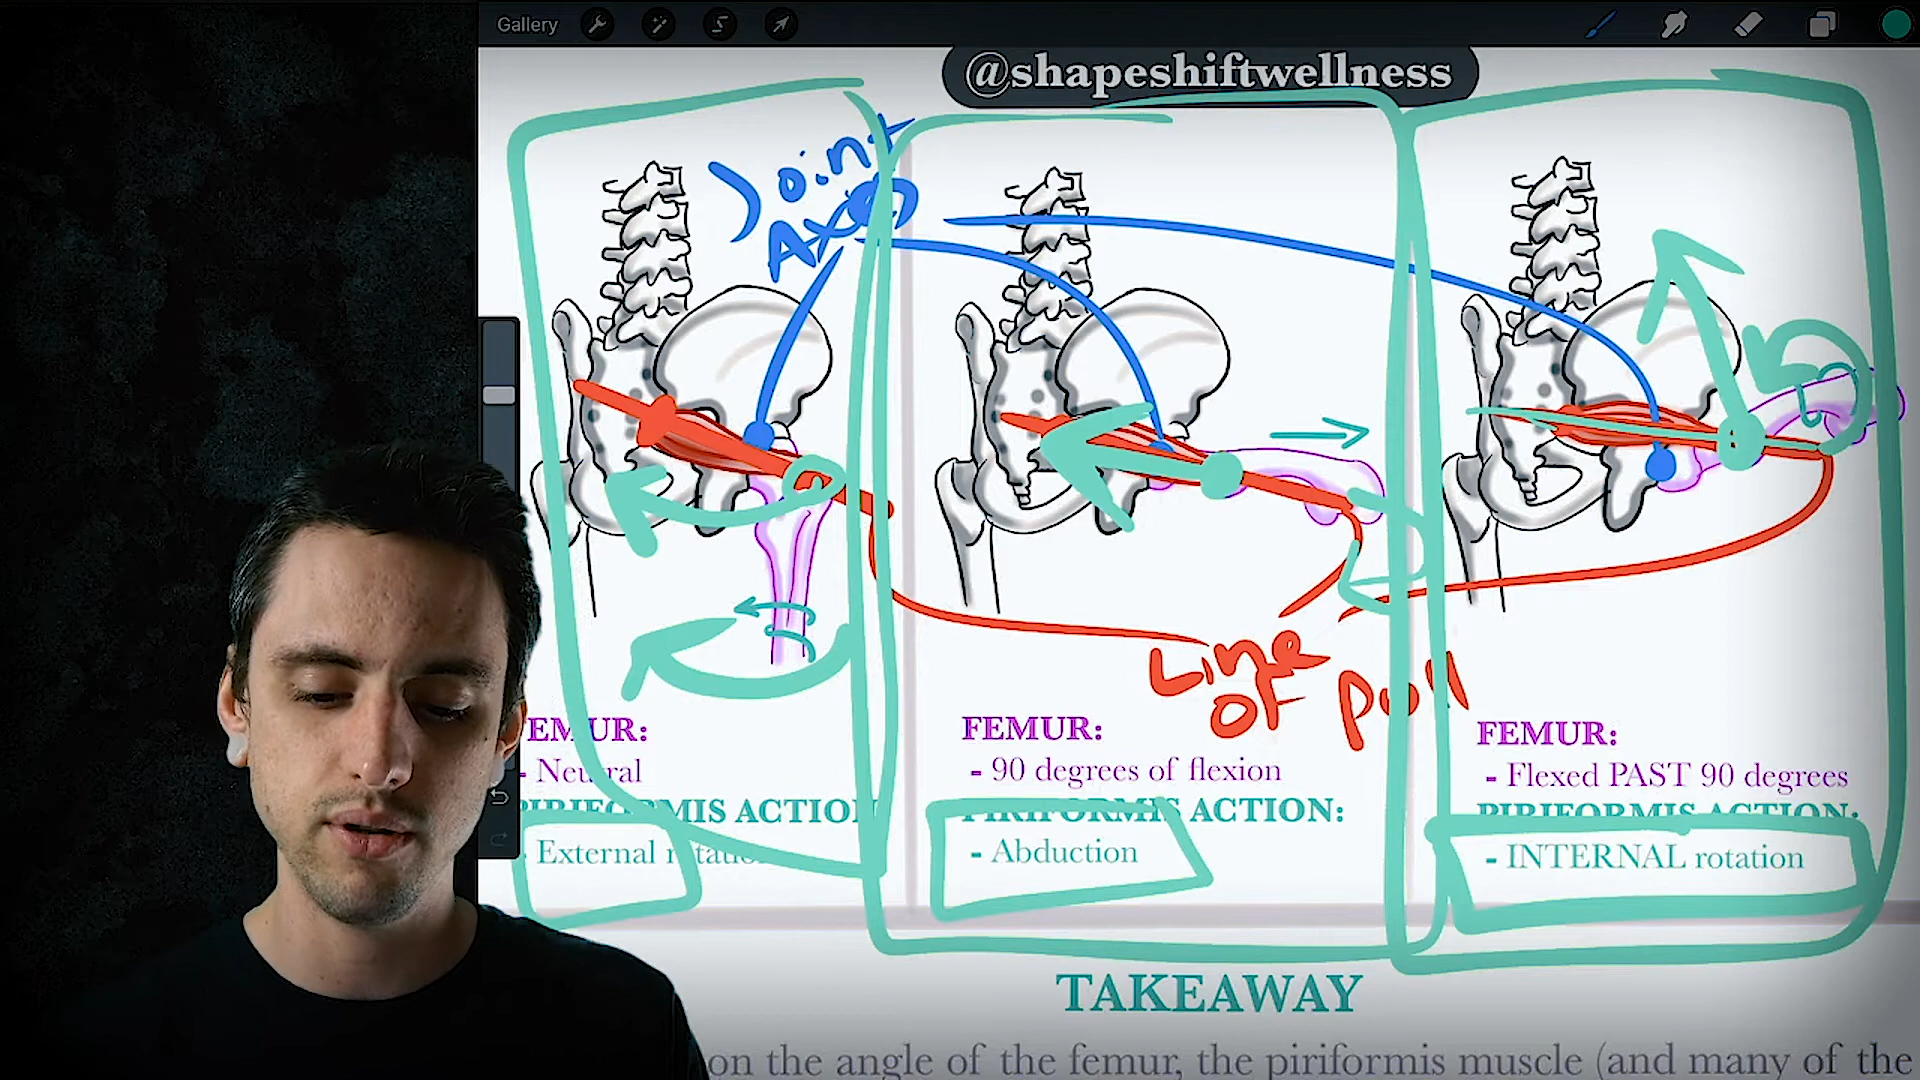 Gallery
@shapeshiftwellness
Joint
Axes
Line
OF Pull
FEMUR:
- Neutral
PIRIFORMIS ACTION
- External rotation
FEMUR:
- 90 degrees of flexion
PIRIFORMIS ACTION:
- Abduction
FEMUR:
- Flexed PAST 90 degrees
PIRIFORMIS ACTION:
- INTERNAL rotation
TAKEAWAY
on the angle of the femur, the piriformis muscle (and many of the